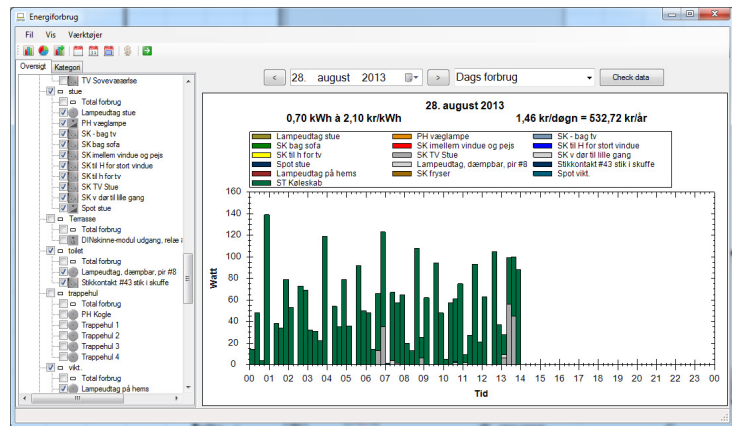 Energiforbrug
Fil Vis Værktøjer
Oversigt Kategori
TV Soveværelse
stue
Total forbrug
Lampeudtag stue
PH væglampe
SK - bag tv
SK bag sofa
SK imellem vindue og pejs
SK til H for stort vindue
SK til h for tv
SK TV Stue
SK v dør til lille gang
Spot stue
Terrasse
Total forbrug
DINskinne-modul udgang, relæ
toilet
Total forbrug
Lampeudtag, dæmpbar, pir #8
Stikkontakt #43 stik i skuffe
trappehul
Total forbrug
PH Kogle
Trappehul 1
Trappehul 2
Trappehul 3
Trappehul 4
vikt.
Total forbrug
Lampeudtag på hems
< 28. august 2013 > Dags forbrug Check data
28. august 2013
0,70 kWh à 2,10 kr/kWh 1,46 kr/døgn = 532,72 kr/år
Lampeudtag stue PH væglampe SK - bag tv
SK bag sofa SK imellem vindue og pejs SK til H for stort vindue
SK til h for tv SK TV Stue SK v dør til lille gang
Spot stue Lampeudtag, dæmpbar, pir #8 Stikkontakt #43 stik i skuffe
Lampeudtag på hems SK fryser Spot vikt.
ST Køleskab
160
140
120
100
80
60
40
20
0
Watt
00 01 02 03 04 05 06 07 08 09 10 11 12 13 14 15 16 17 18 19 20 21 22 23 00
Tid